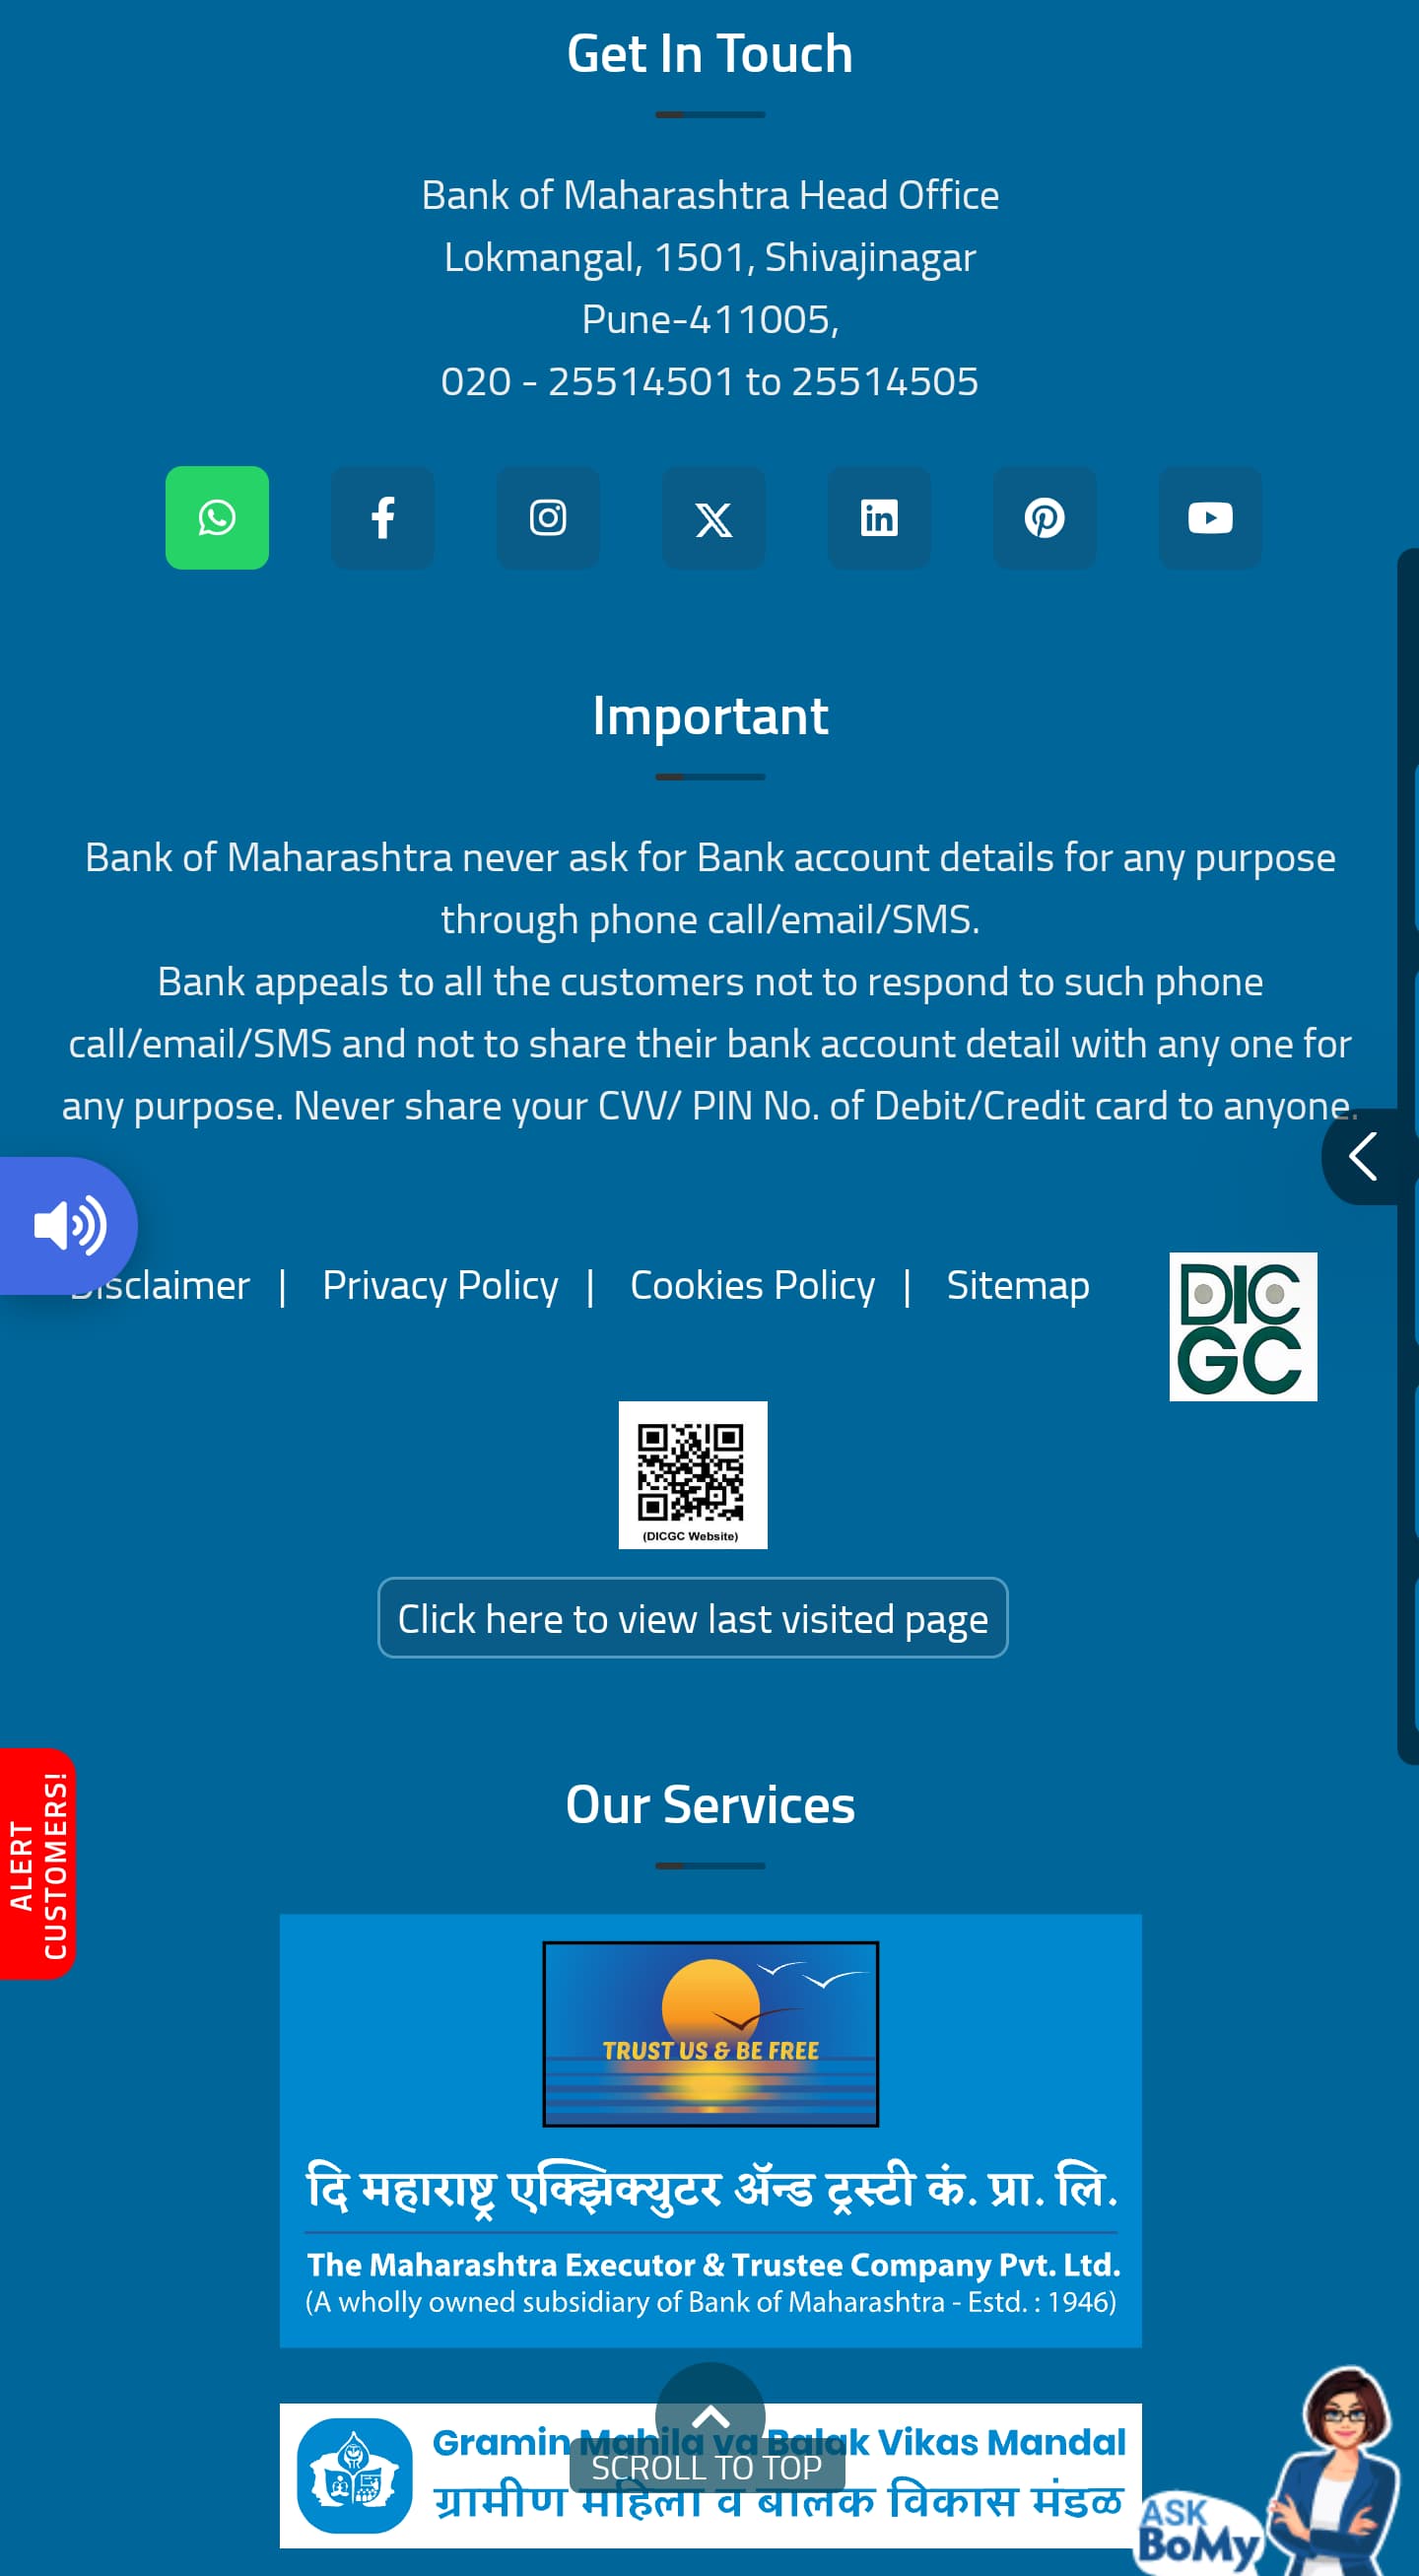 Get In Touch
Bank of Maharashtra Head Office
Lokmangal, 1501, Shivajinagar
Pune-411005,
020 - 25514501 to 25514505
Important
Bank of Maharashtra never ask for Bank account details for any purpose
through phone call/email/SMS.
Bank appeals to all the customers not to respond to such phone
call/email/SMS and not to share their bank account detail with any one for
any purpose. Never share your CVV/ PIN No. of Debit/Credit card to anyone.
Disclaimer | Privacy Policy | Cookies Policy | Sitemap
DIC
GC
(DICGC Website)
Click here to view last visited page
ALERT
CUSTOMERS!
Our Services
TRUST US & BE FREE
दि महाराष्ट्र एक्झिक्युटर ॲन्ड ट्रस्टी कं. प्रा. लि.
The Maharashtra Executor & Trustee Company Pvt. Ltd.
(A wholly owned subsidiary of Bank of Maharashtra - Estd. : 1946)
Gramin Mahila va Balak Vikas Mandal
SCROLL TO TOP
ग्रामीण महिला व बालक विकास मंडळ
ASK
BoMy